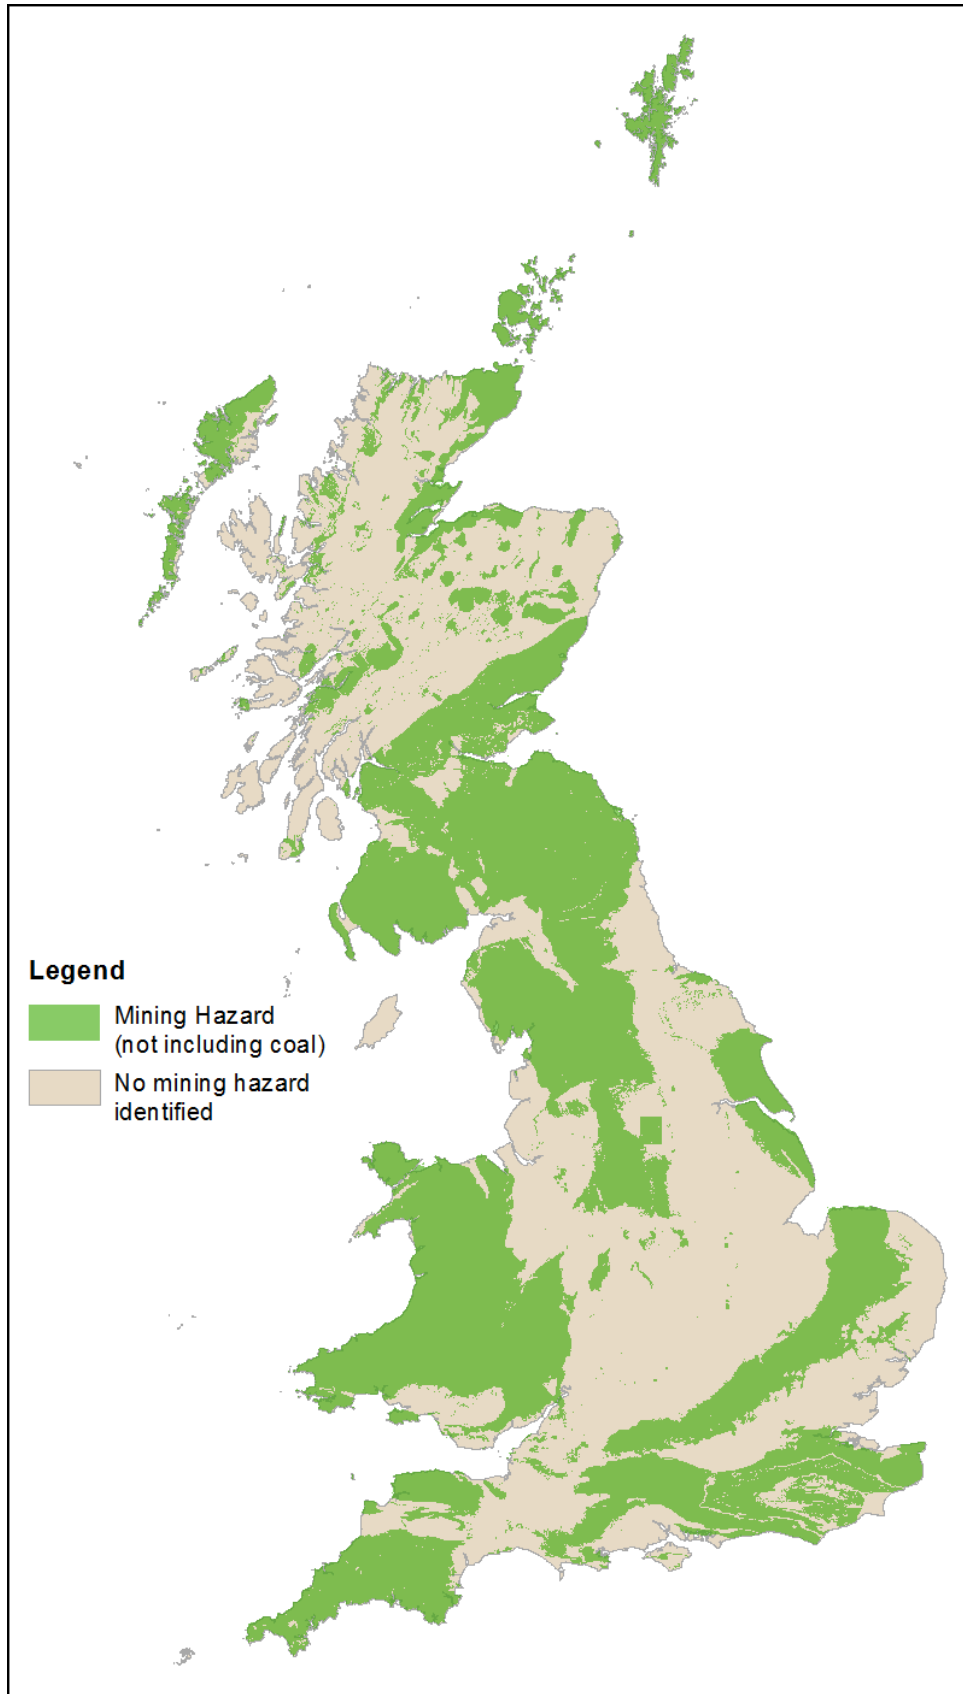 Legend
Mining Hazard
(not including coal)
No mining hazard
identified